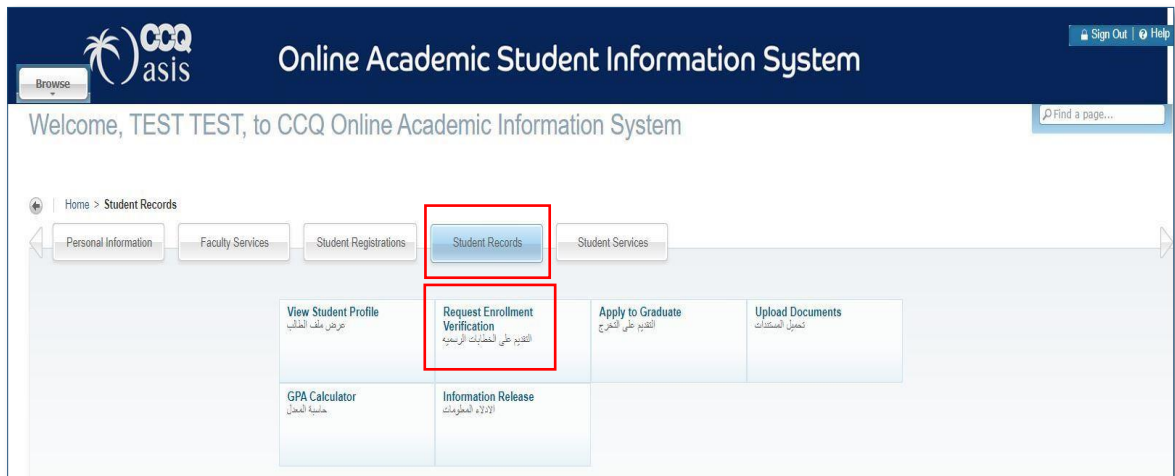 CCQ
asis
Online Academic Student Information System
Sign Out | Help
Browse
Welcome, TEST TEST, to CCQ Online Academic Information System
Find a page...
Home > Student Records
Personal Information
Faculty Services
Student Registrations
Student Records
Student Services
View Student Profile
عرض ملف الطالب
Request Enrollment
Verification
التقديم على الخطابات الرسميه
Apply to Graduate
التقديم على التخرج
Upload Documents
تحميل المستندات
GPA Calculator
حاسبة المعدل
Information Release
الادلاء المعلومات